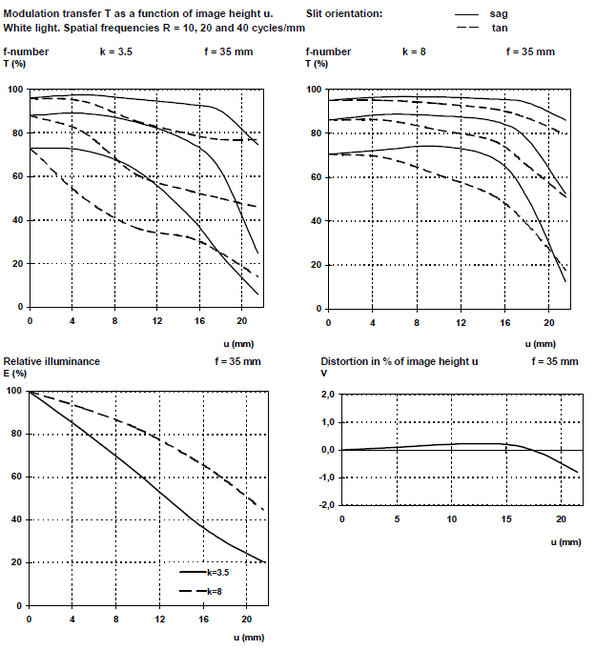 Modulation transfer T as a function of image height u.
Slit orientation:
sag
White light. Spatial frequencies R = 10, 20 and 40 cycles/mm
tan
f-number
k = 3.5
f = 35 mm
T (%)
100
80
60
40
20
0
0
4
8
12
16
20
u (mm)
f-number
k = 8
f = 35 mm
T (%)
100
80
60
40
20
0
0
4
8
12
16
20
u (mm)
Relative illuminance
f = 35 mm
E (%)
100
80
60
40
20
0
k=3.5
k=8
0
4
8
12
16
20
u (mm)
Distortion in % of image height u
f = 35 mm
V
2,0
1,0
0,0
-1,0
-2,0
0
5
10
15
20
u (mm)